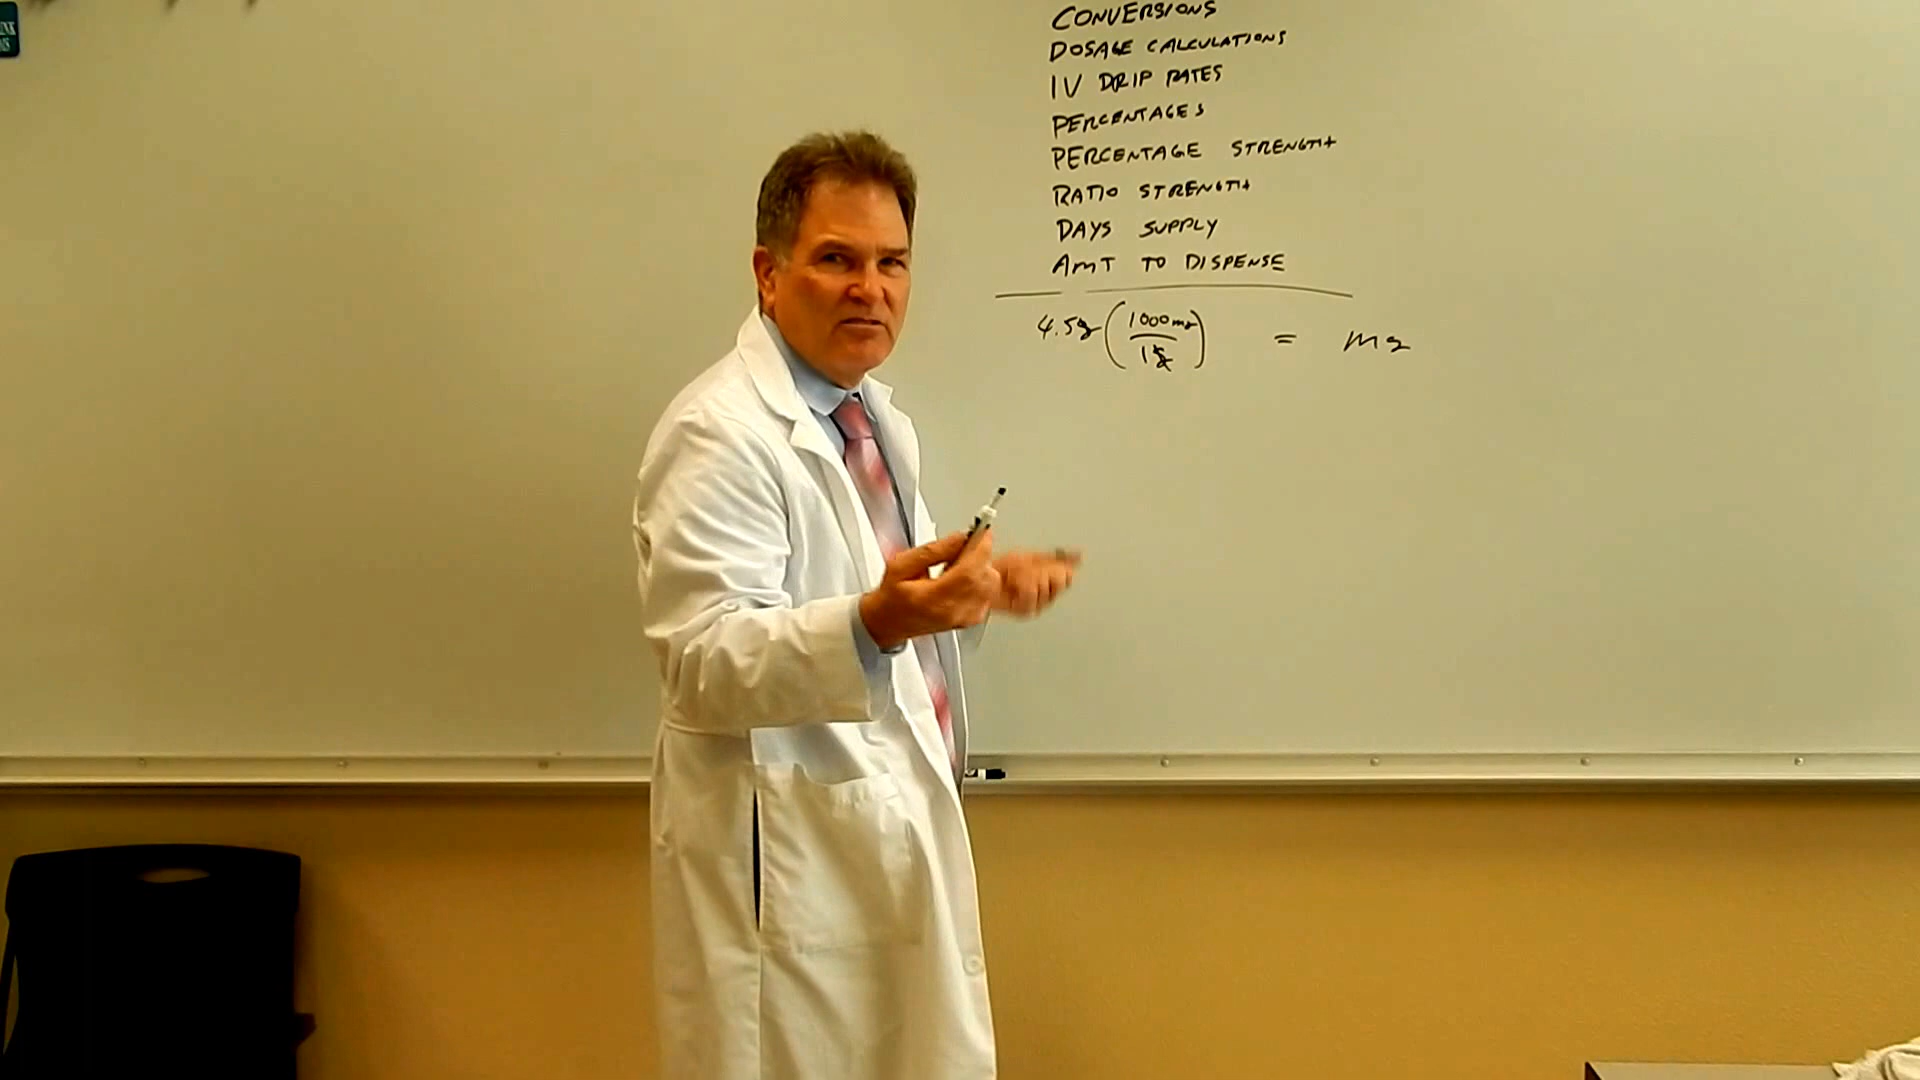 CONVERSIONS
DOSAGE CALCULATIONS
IV DRIP RATES
PERCENTAGES
PERCENTAGE STRENGTH
RATIO STRENGTH
DAYS SUPPLY
AMT TO DISPENSE
4.5g (1000mg/1g) = mg